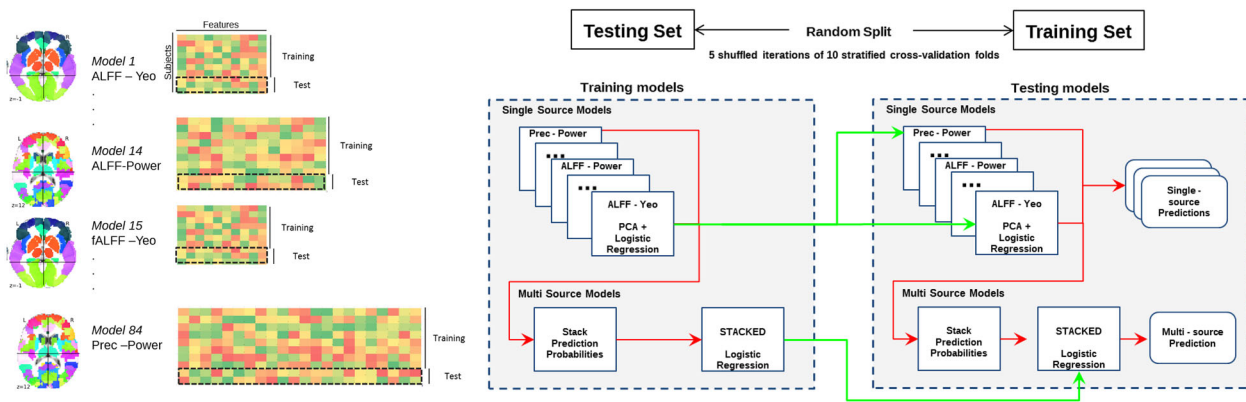 Features
Subjects
L
R
z=-1
Model 1
ALFF – Yeo
Training
Test
.
.
.
L
R
z=12
Model 14
ALFF-Power
Training
Test
Model 15
fALFF –Yeo
Training
Test
.
.
.
L
R
z=12
Model 84
Prec –Power
Training
Test
Testing Set
Random Split
Training Set
5 shuffled iterations of 10 stratified cross-validation folds
Training models
Single Source Models
Prec - Power
...
ALFF - Power
...
ALFF - Yeo
PCA +
Logistic
Regression
Multi Source Models
Stack
Prediction
Probabilities
STACKED
Logistic
Regression
Testing models
Single Source Models
Prec - Power
...
ALFF - Power
...
ALFF - Yeo
PCA +
Logistic
Regression
Single -
source
Predictions
Multi Source Models
Stack
Prediction
Probabilities
STACKED
Logistic
Regression
Multi - source
Prediction